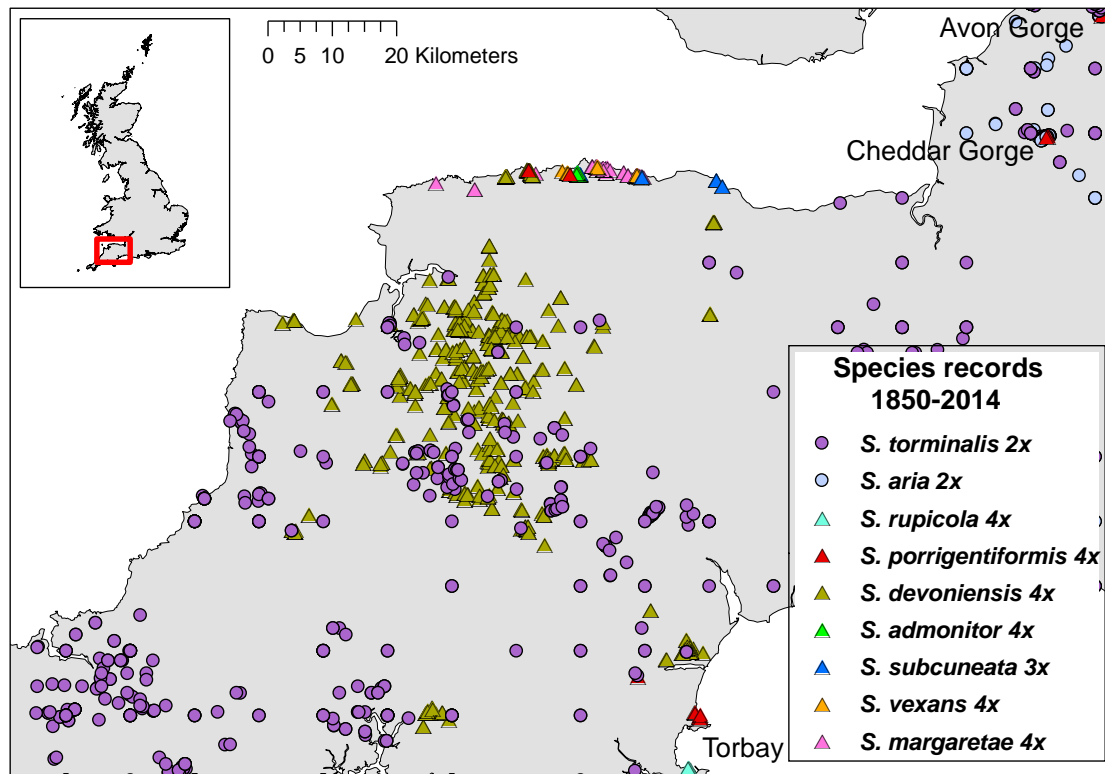 0 5 10 20 Kilometers
Avon Gorge
Cheddar Gorge
Species records
1850-2014
S. torminalis 2x
S. aria 2x
S. rupicola 4x
S. porrigentiformis 4x
S. devoniensis 4x
S. admonitor 4x
S. subcuneata 3x
S. vexans 4x
S. margaretae 4x
Torbay